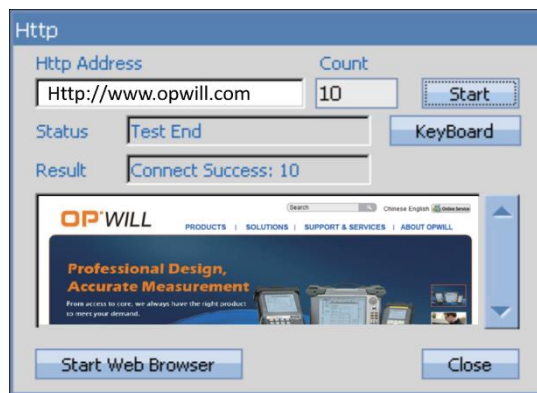 Http
Http Address
Count
Http://www.opwill.com
10
Start
Status
Test End
KeyBoard
Result
Connect Success: 10
Search
Chinese English
Online Service
OP'WILL
PRODUCTS | SOLUTIONS | SUPPORT & SERVICES | ABOUT OPWILL
Professional Design,
Accurate Measurement
From access to core, we always have the right product
to meet your demand.
Start Web Browser
Close